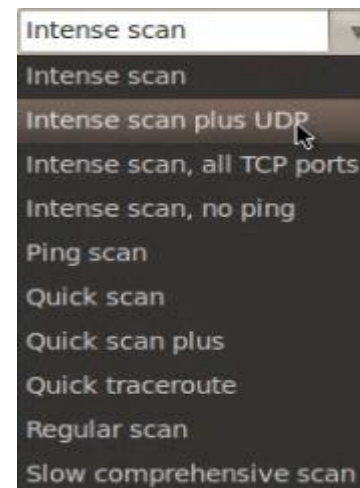 Intense scan
Intense scan
Intense scan plus UDP
Intense scan, all TCP ports
Intense scan, no ping
Ping scan
Quick scan
Quick scan plus
Quick traceroute
Regular scan
Slow comprehensive scan